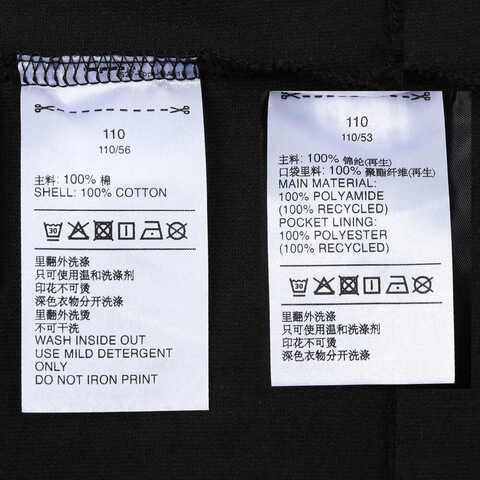 110
110/56
主料: 100% 棉
SHELL: 100% COTTON
30
里翻外洗涤
只可使用温和洗涤剂
印花不可烫
深色衣物分开洗涤
里翻外洗烫
不可干洗
WASH INSIDE OUT
USE MILD DETERGENT
ONLY
DO NOT IRON PRINT
110
110/53
主料: 100% 锦纶(再生)
口袋里料: 100% 聚酯纤维(再生)
MAIN MATERIAL:
100% POLYAMIDE
(100% RECYCLED)
POCKET LINING:
100% POLYESTER
(100% RECYCLED)
30
里翻外洗涤
只可使用温和洗涤剂
印花不可烫
深色衣物分开洗涤